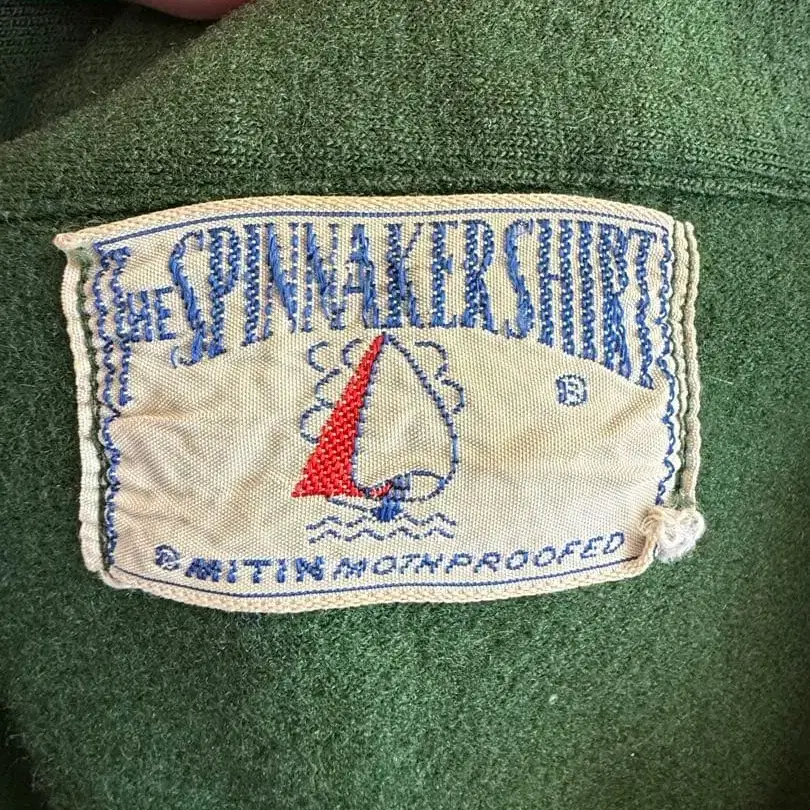 THE SPINNAKER SHIRT
®
® MITIN MOTHPROOFED